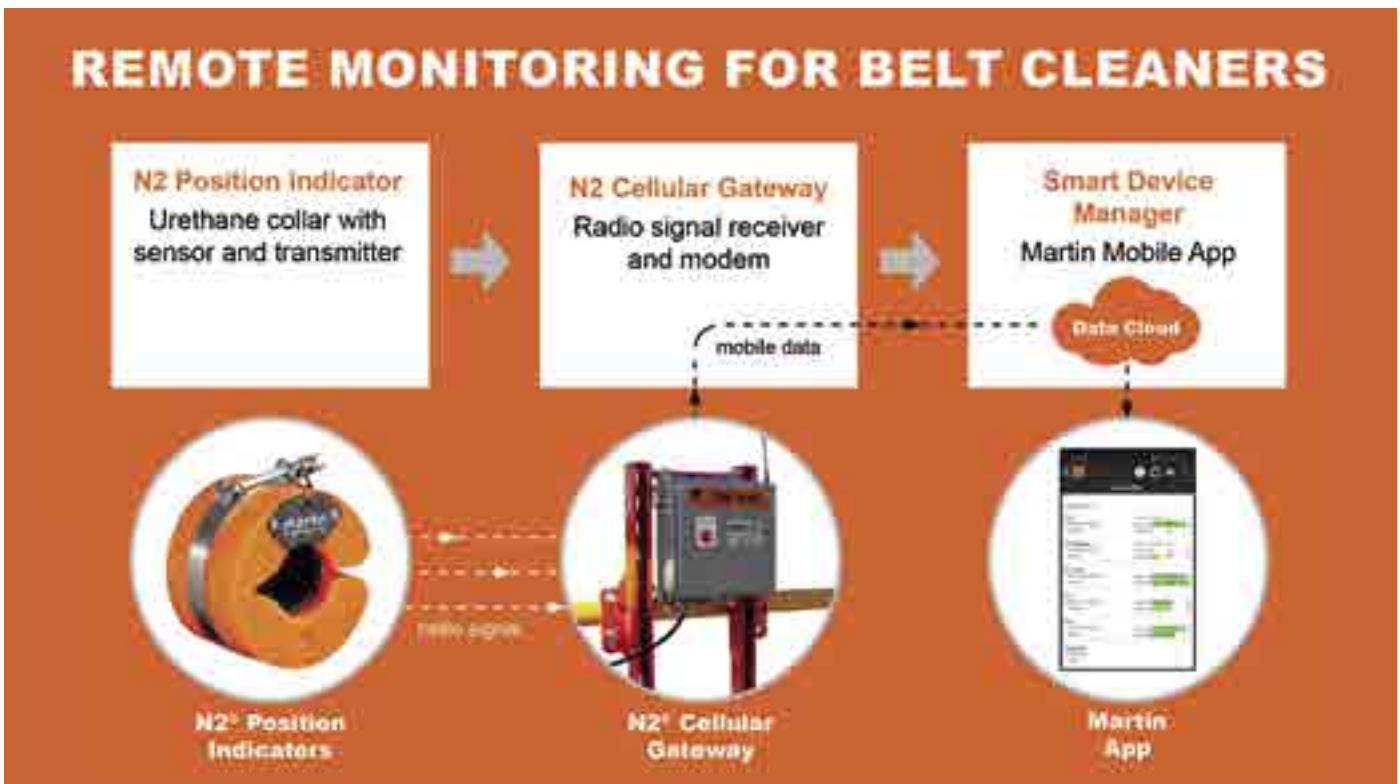 REMOTE MONITORING FOR BELT CLEANERS
N2 Position Indicator
Urethane collar with
sensor and transmitter
N2 Cellular Gateway
Radio signal receiver
and modem
mobile data
Smart Device
Manager
Martin Mobile App
Data Cloud
radio signal
N2® Position
Indicators
N2® Cellular
Gateway
Martin
App